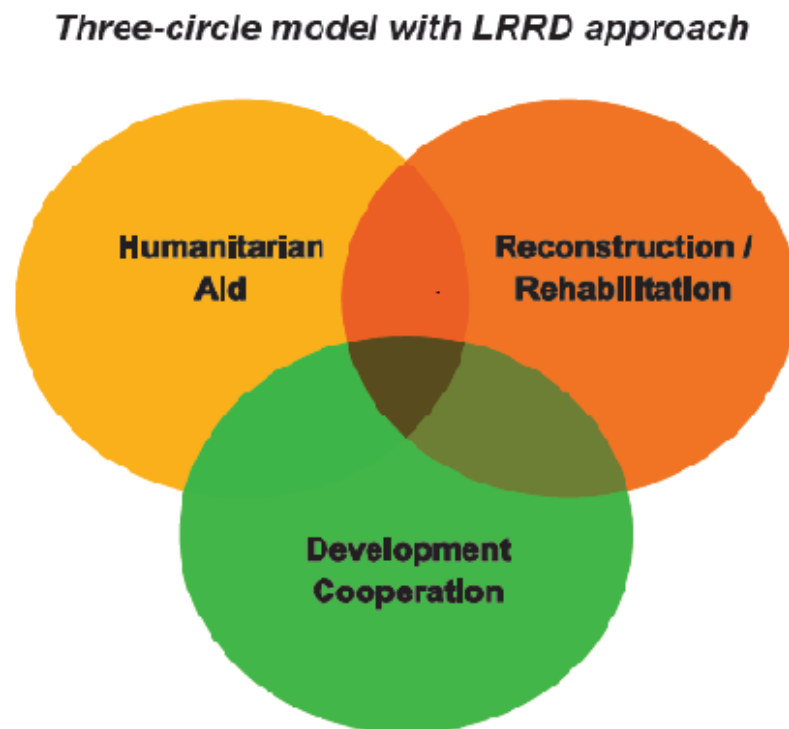 Three-circle model with LRRD approach
Humanitarian
Aid
Reconstruction /
Rehabilitation
Development
Cooperation